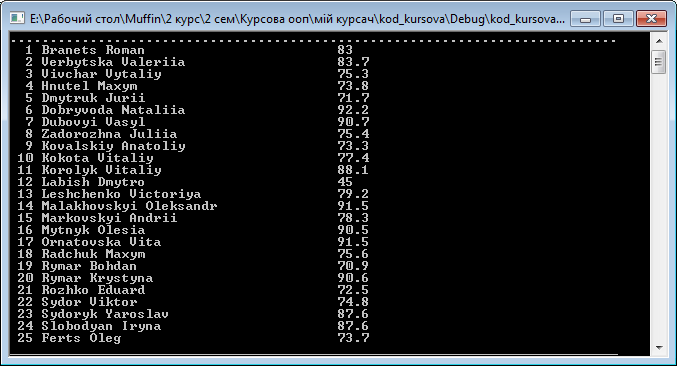 E:\Рабочий стол\Muffin\2 курс\2 сем\Курсова ооп\мій курсач\kod_kursova\Debug\kod_kursova...
--------------------------------------------------------------------------
1 Branets Roman 83
2 Verbytska Valeriia 83.7
3 Vivchar Vytaliy 75.3
4 Hnutel Maxym 73.8
5 Dmytruk Jurii 71.7
6 Dobryvoda Nataliia 92.2
7 Dubovyi Vasyl 90.7
8 Zadorozhna Juliia 75.4
9 Kovalskiy Anatoliy 73.3
10 Kokota Vitaliy 77.4
11 Korolyk Vitaliy 88.1
12 Labish Dmytro 45
13 Leshchenko Victoriya 79.2
14 Malakhovskyi Oleksandr 91.5
15 Markovskyi Andrii 78.3
16 Mytnyk Olesia 90.5
17 Ornatovska Vita 91.5
18 Radchuk Maxym 75.6
19 Rymar Bohdan 70.9
20 Rymar Krystyna 90.6
21 Rozhko Eduard 72.5
22 Sydor Viktor 74.8
23 Sydoryk Yaroslav 87.6
24 Slobodyan Iryna 87.6
25 Ferts Oleg 73.7